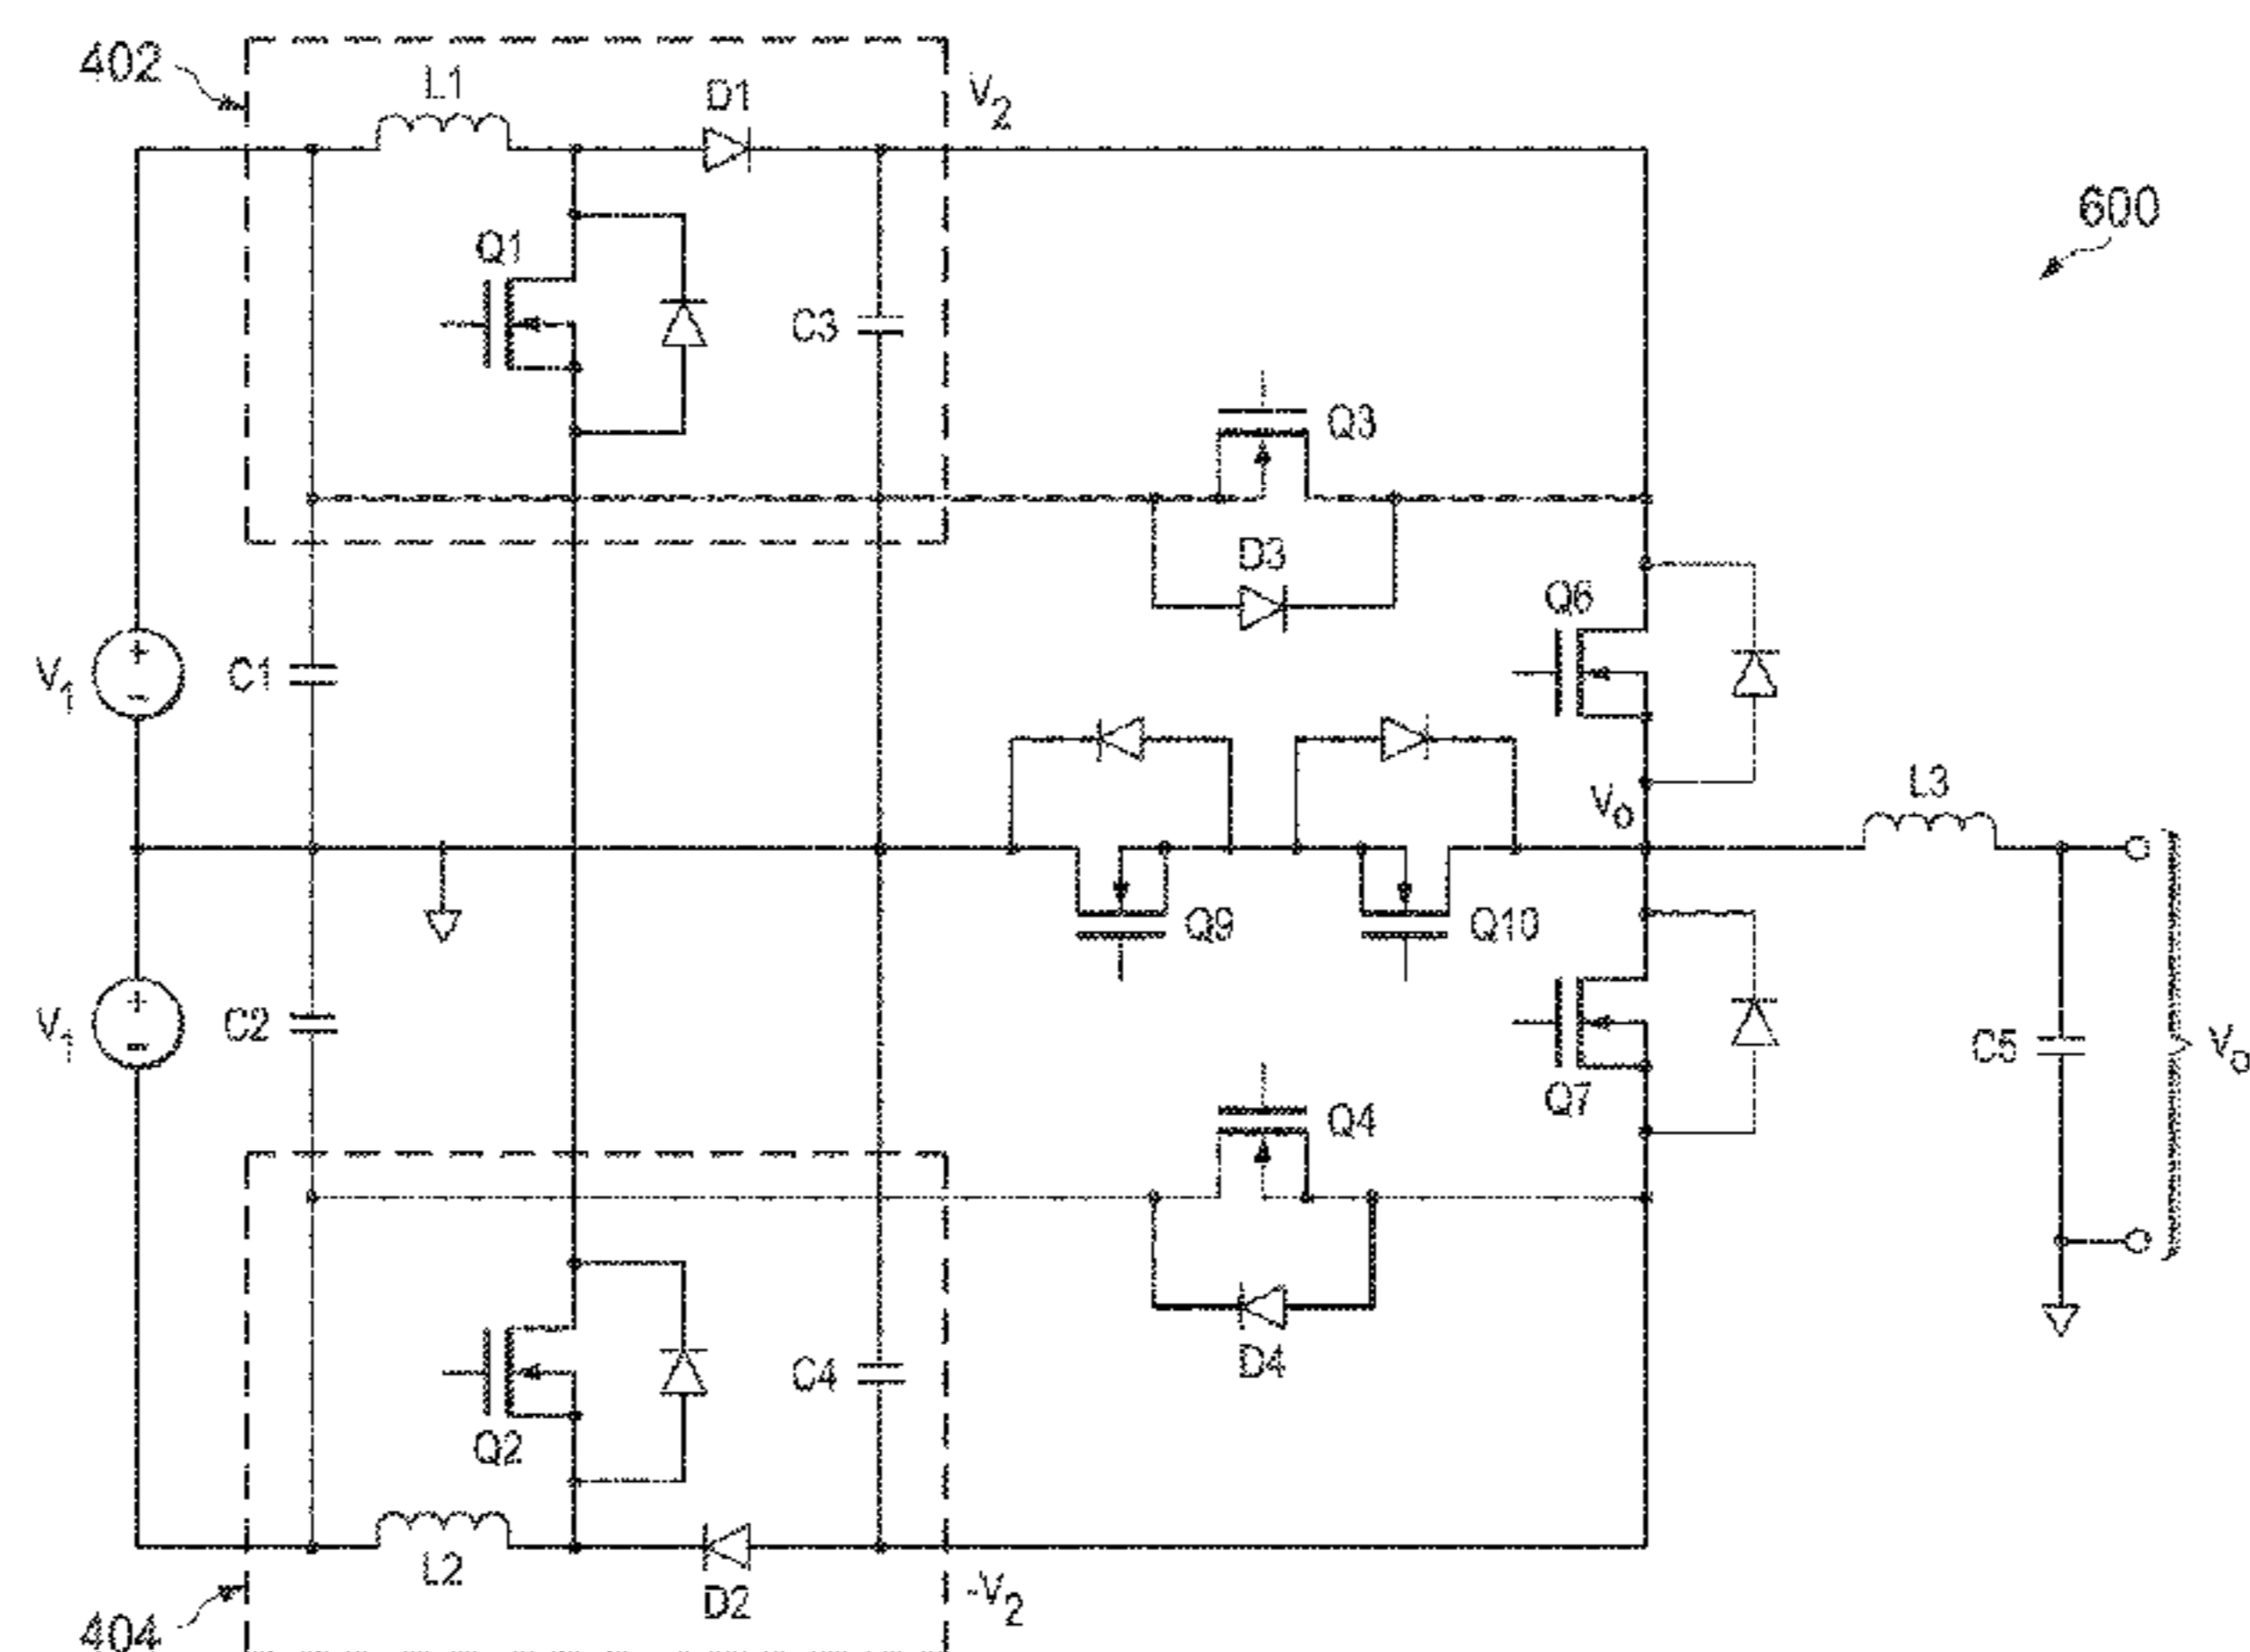 402
L1
D1
V2
600
Q1
C3
Q3
D3
Q6
V1
+
-
C1
Vo
L3
Q9
Q10
V1
+
-
C2
Q4
Q7
C5
Vo
D4
C4
Q2
L2
D2
-V2
404